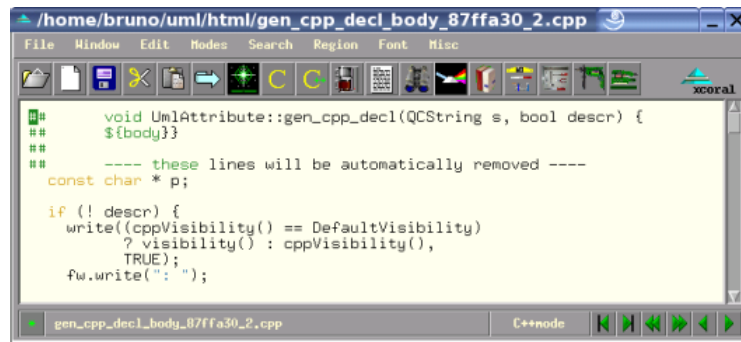 /home/bruno/uml/html/gen_cpp_decl_body_87ffa30_2.cpp
File Window Edit Modes Search Region Font Misc
xcoral
## void UmlAttribute::gen_cpp_decl(QCString s, bool descr) {
## ${body}}
##
## ---- these lines will be automatically removed ----
const char * p;
if (! descr) {
write((cppVisibility() == DefaultVisibility)
? visibility() : cppVisibility(),
TRUE);
fw.write(": ");
gen_cpp_decl_body_87ffa30_2.cpp C++mode